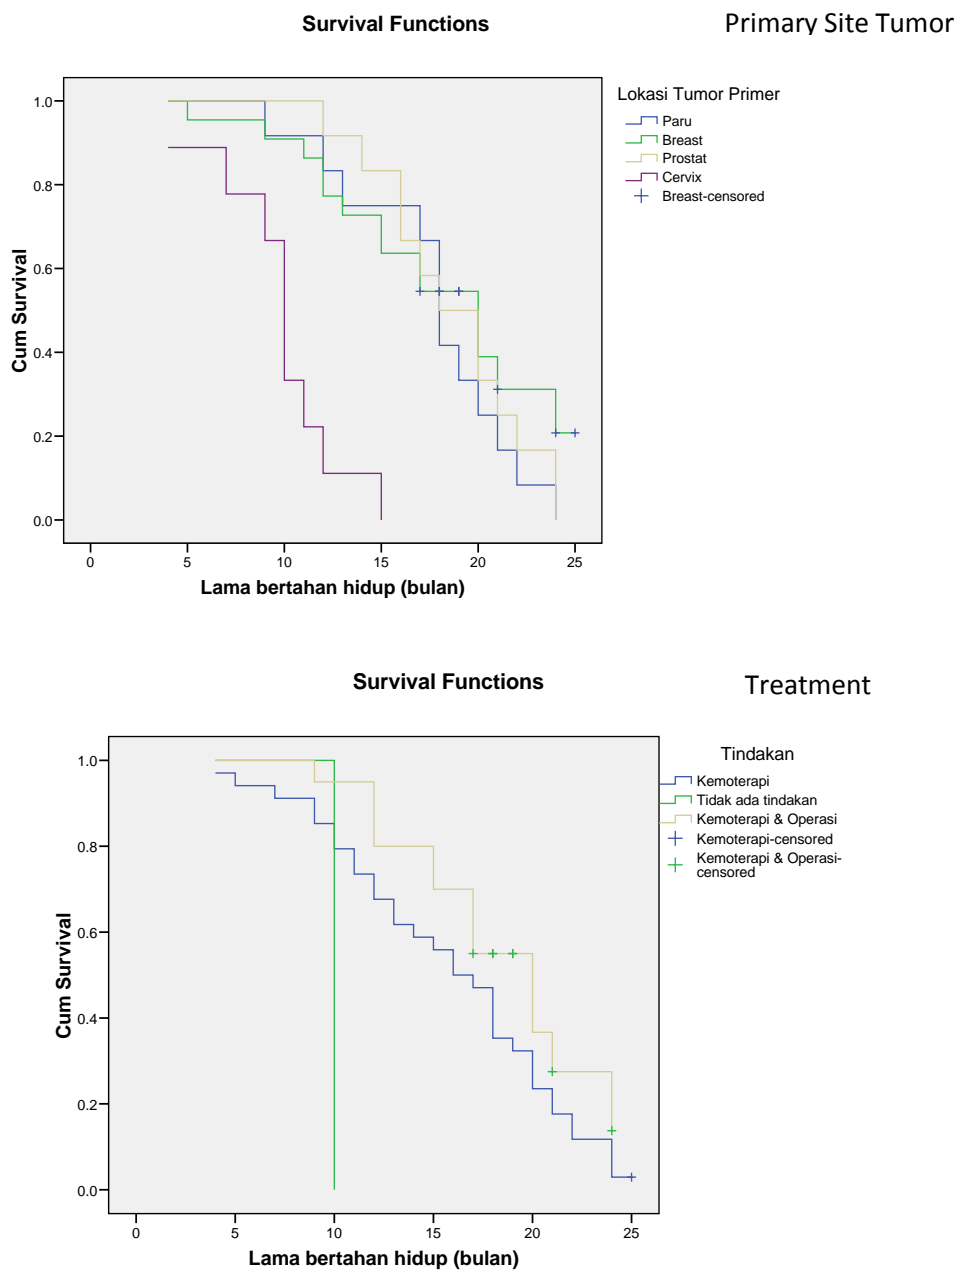 Survival Functions
Primary Site Tumor
Lokasi Tumor Primer
Paru
Breast
Prostat
Cervix
Breast-censored
1.0
0.8
0.6
0.4
0.2
0.0
Cum Survival
0 5 10 15 20 25
Lama bertahan hidup (bulan)
Survival Functions
Treatment
Tindakan
Kemoterapi
Tidak ada tindakan
Kemoterapi & Operasi
Kemoterapi-censored
Kemoterapi & Operasi-
censored
1.0
0.8
0.6
0.4
0.2
0.0
Cum Survival
0 5 10 15 20 25
Lama bertahan hidup (bulan)